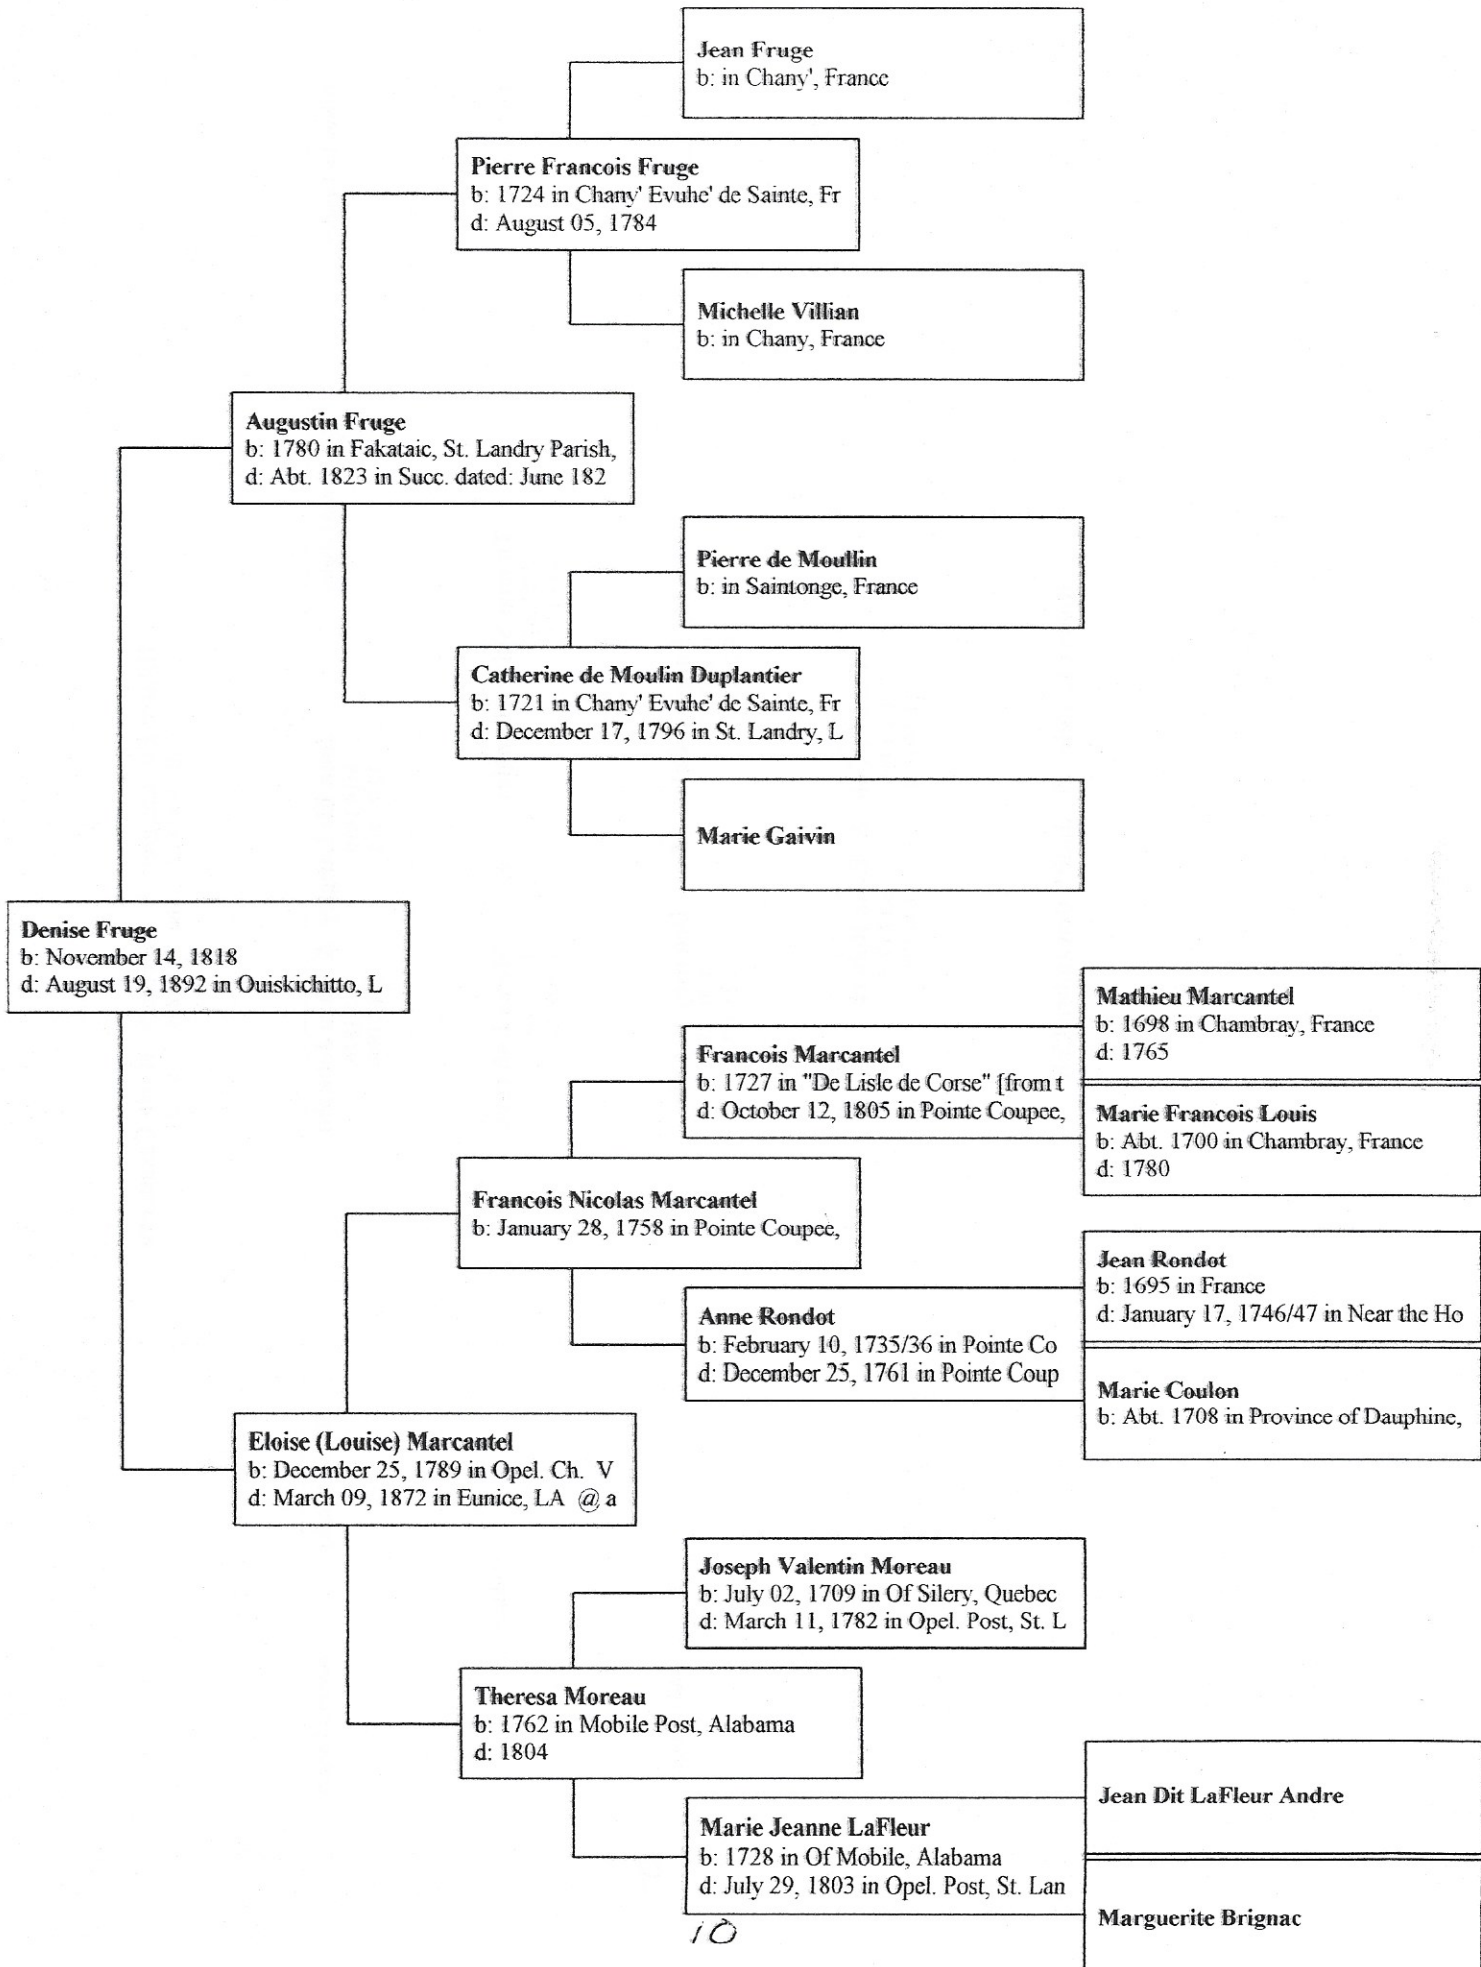 Jean Fruge
b: in Chany', France
Pierre Francois Fruge
b: 1724 in Chany' Evuhe' de Sainte, Fr
d: August 05, 1784
Michelle Villian
b: in Chany, France
Augustin Fruge
b: 1780 in Fakataic, St. Landry Parish,
d: Abt. 1823 in Succ. dated: June 182
Pierre de Moullin
b: in Saintonge, France
Catherine de Moulin Duplantier
b: 1721 in Chany' Evuhe' de Sainte, Fr
d: December 17, 1796 in St. Landry, L
Marie Gaivin
Denise Fruge
b: November 14, 1818
d: August 19, 1892 in Ouiskichitto, L
Mathieu Marcantel
b: 1698 in Chambray, France
d: 1765
Francois Marcantel
b: 1727 in "De Lisle de Corse" [from t
d: October 12, 1805 in Pointe Coupee,
Marie Francois Louis
b: Abt. 1700 in Chambray, France
d: 1780
Francois Nicolas Marcantel
b: January 28, 1758 in Pointe Coupee,
Jean Rondot
b: 1695 in France
d: January 17, 1746/47 in Near the Ho
Anne Rondot
b: February 10, 1735/36 in Pointe Co
d: December 25, 1761 in Pointe Coup
Marie Coulon
b: Abt. 1708 in Province of Dauphine,
Eloise (Louise) Marcantel
b: December 25, 1789 in Opel. Ch. V
d: March 09, 1872 in Eunice, LA @ a
Joseph Valentin Moreau
b: July 02, 1709 in Of Silery, Quebec
d: March 11, 1782 in Opel. Post, St. L
Theresa Moreau
b: 1762 in Mobile Post, Alabama
d: 1804
Jean Dit LaFleur Andre
Marie Jeanne LaFleur
b: 1728 in Of Mobile, Alabama
d: July 29, 1803 in Opel. Post, St. Lan
Marguerite Brignac
10